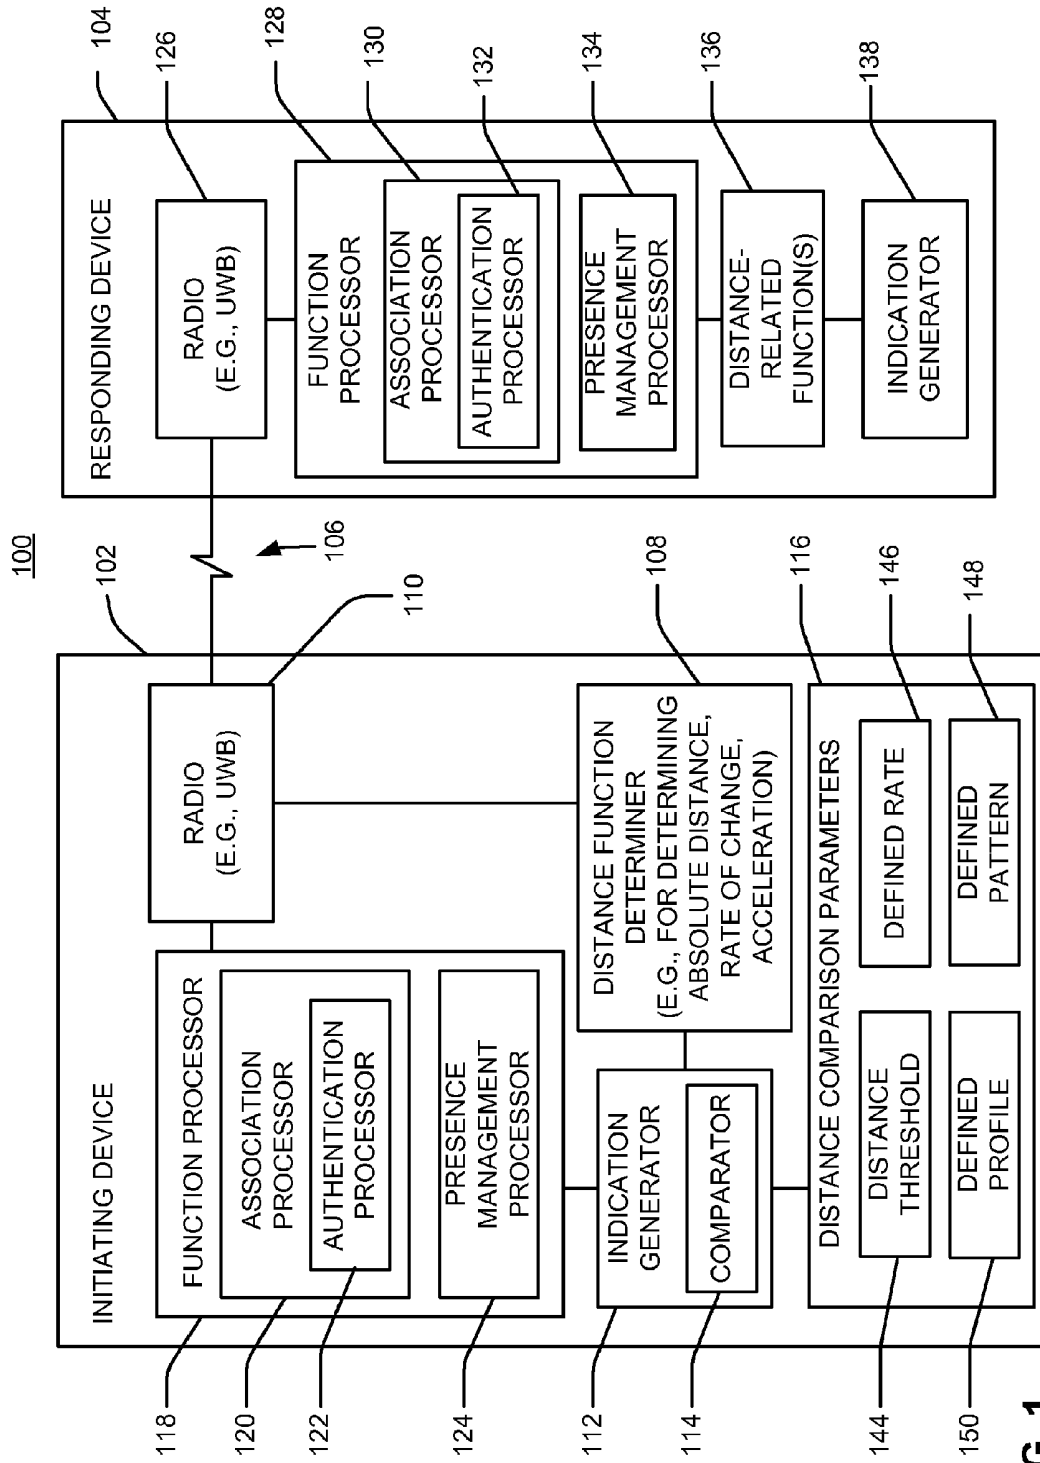 100
INITIATING DEVICE
102
118
FUNCTION PROCESSOR
120
ASSOCIATION
PROCESSOR
122
AUTHENTICATION
PROCESSOR
124
PRESENCE
MANAGEMENT
PROCESSOR
RADIO
(E.G., UWB)
110
106
112
INDICATION
GENERATOR
114
COMPARATOR
DISTANCE FUNCTION
DETERMINER
(E.G., FOR DETERMINING
ABSOLUTE DISTANCE,
RATE OF CHANGE,
ACCELERATION)
108
DISTANCE COMPARISON PARAMETERS
116
144
DISTANCE
THRESHOLD
DEFINED RATE
146
150
DEFINED
PROFILE
DEFINED
PATTERN
148
RESPONDING DEVICE
104
RADIO
(E.G., UWB)
126
FUNCTION
PROCESSOR
128
ASSOCIATION
PROCESSOR
130
AUTHENTICATION
PROCESSOR
132
PRESENCE
MANAGEMENT
PROCESSOR
134
DISTANCE-
RELATED
FUNCTION(S)
136
INDICATION
GENERATOR
138
G. 1